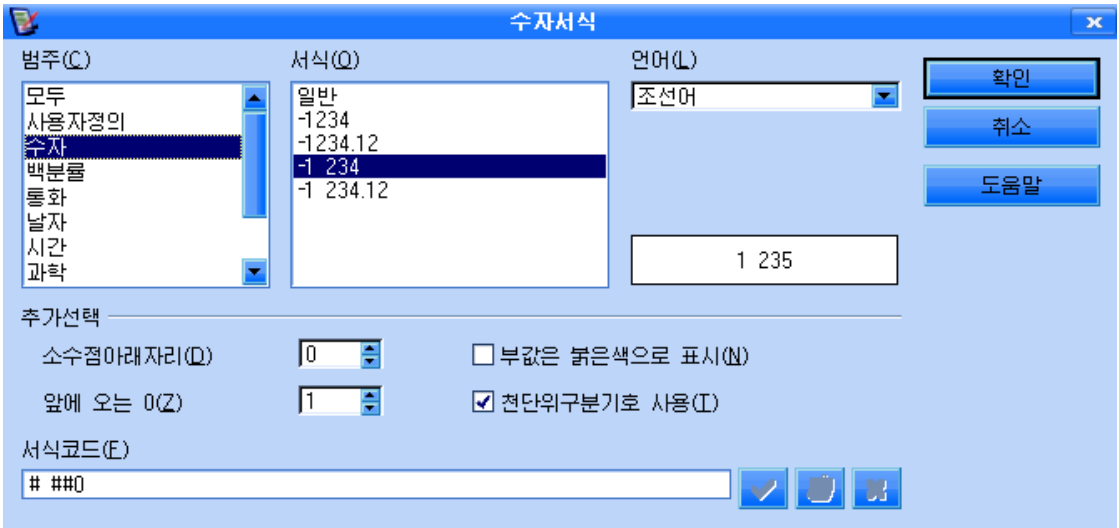 수자서식
범주(C)
모두
사용자정의
수자
백분률
통화
날자
시간
과학
서식(O)
일반
-1234
-1234.12
-1 234
-1 234.12
언어(L)
조선어
1 235
확인
취소
도움말
추가선택
소수점아래자리(D)
0
부값은 붉은색으로 표시(N)
앞에 오는 0(Z)
1
천단위구분기호 사용(T)
서식코드(F)
# ##0